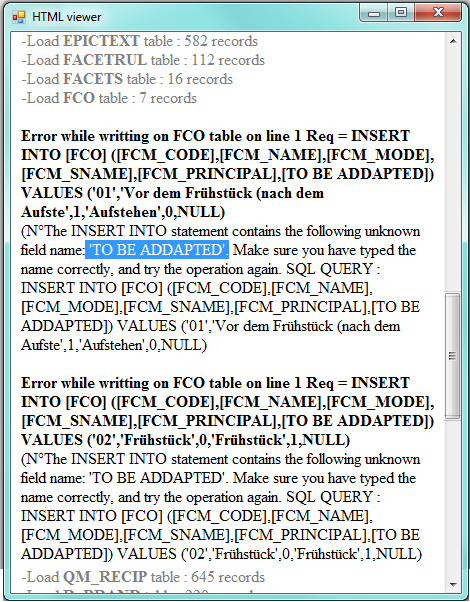 HTML viewer
-Load EPICTEXT table : 582 records
-Load FACETRUL table : 112 records
-Load FACETS table : 16 records
-Load FCO table : 7 records
Error while writting on FCO table on line 1 Req = INSERT
INTO [FCO] ([FCM_CODE],[FCM_NAME],[FCM_MODE],
[FCM_SNAME],[FCM_PRINCIPAL],[TO BE ADDAPTED])
VALUES ('01','Vor dem Frühstück (nach dem
Aufste',1,'Aufstehen',0,NULL)
(N°The INSERT INTO statement contains the following unknown
field name: 'TO BE ADDAPTED'. Make sure you have typed the
name correctly, and try the operation again. SQL QUERY :
INSERT INTO [FCO] ([FCM_CODE],[FCM_NAME],
[FCM_MODE],[FCM_SNAME],[FCM_PRINCIPAL],[TO BE
ADDAPTED]) VALUES ('01','Vor dem Frühstück (nach dem
Aufste',1,'Aufstehen',0,NULL)
Error while writting on FCO table on line 1 Req = INSERT
INTO [FCO] ([FCM_CODE],[FCM_NAME],[FCM_MODE],
[FCM_SNAME],[FCM_PRINCIPAL],[TO BE ADDAPTED])
VALUES ('02','Frühstück',0,'Frühstück',1,NULL)
(N°The INSERT INTO statement contains the following unknown
field name: 'TO BE ADDAPTED'. Make sure you have typed the
name correctly, and try the operation again. SQL QUERY :
INSERT INTO [FCO] ([FCM_CODE],[FCM_NAME],
[FCM_MODE],[FCM_SNAME],[FCM_PRINCIPAL],[TO BE
ADDAPTED]) VALUES ('02','Frühstück',0,'Frühstück',1,NULL)
-Load QM_RECIP table : 645 records